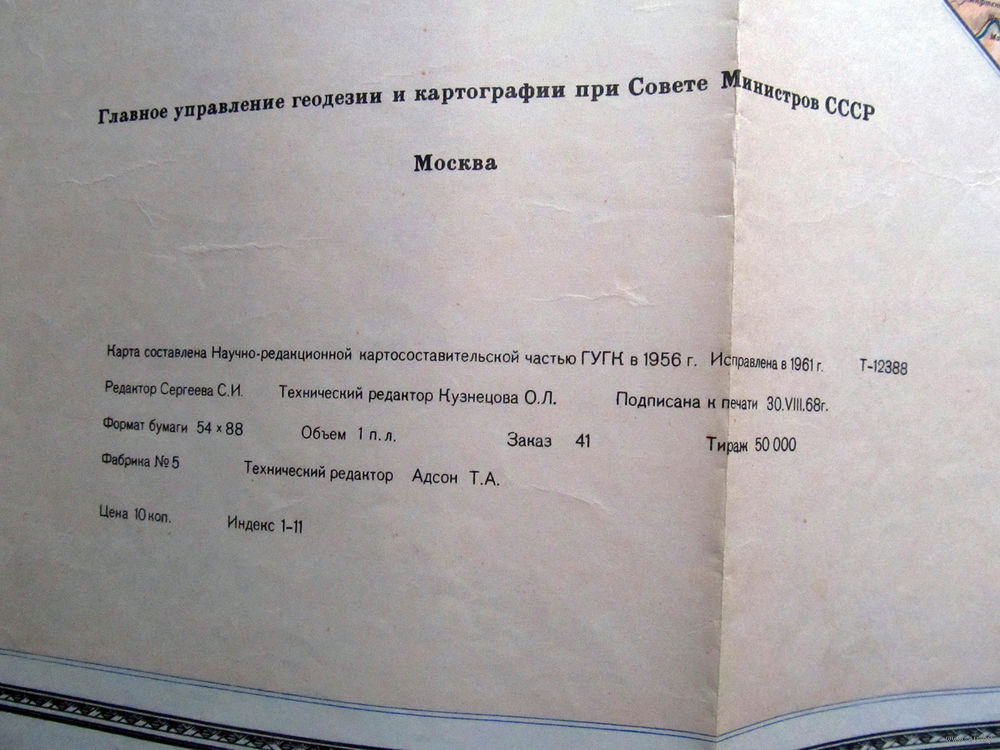 Главное управление геодезии и картографии при Совете Министров СССР
Москва
Карта составлена Научно-редакционной картосоставительской частью ГУГК в 1956 г. Исправлена в 1961 г. Т-12388
Редактор Сергеева С.И. Технический редактор Кузнецова О.Л. Подписана к печати 30.VIII.68г.
Формат бумаги 54 × 88 Объем 1 п. л. Заказ 41 Тираж 50 000
Фабрика №5 Технический редактор Адсон Т.А.
Цена 10 коп. Индекс 1-11